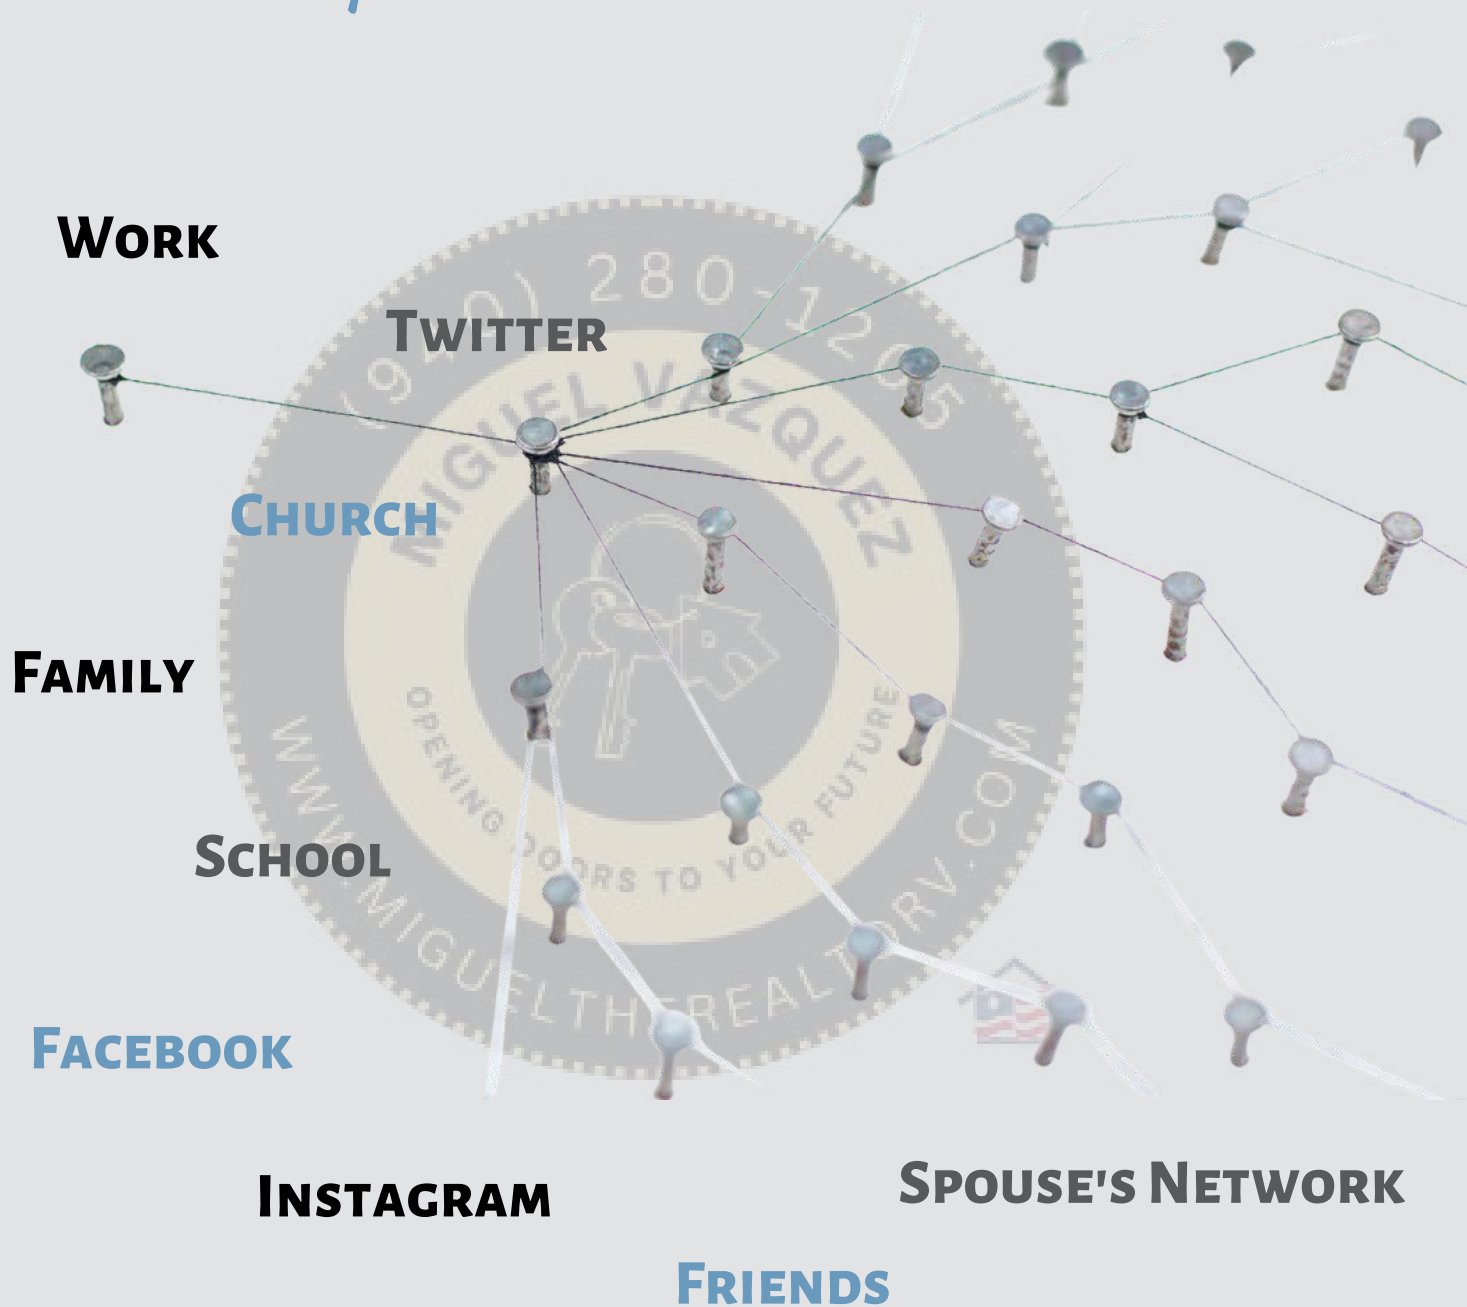 Work
(940) 280-1205
Twitter
MIGUEL VAZQUEZ
Church
Family
OPENING DOORS TO YOUR FUTURE
School
WWW.MIGUELTHEREALTORV.COM
Facebook
Spouse's Network
Instagram
Friends